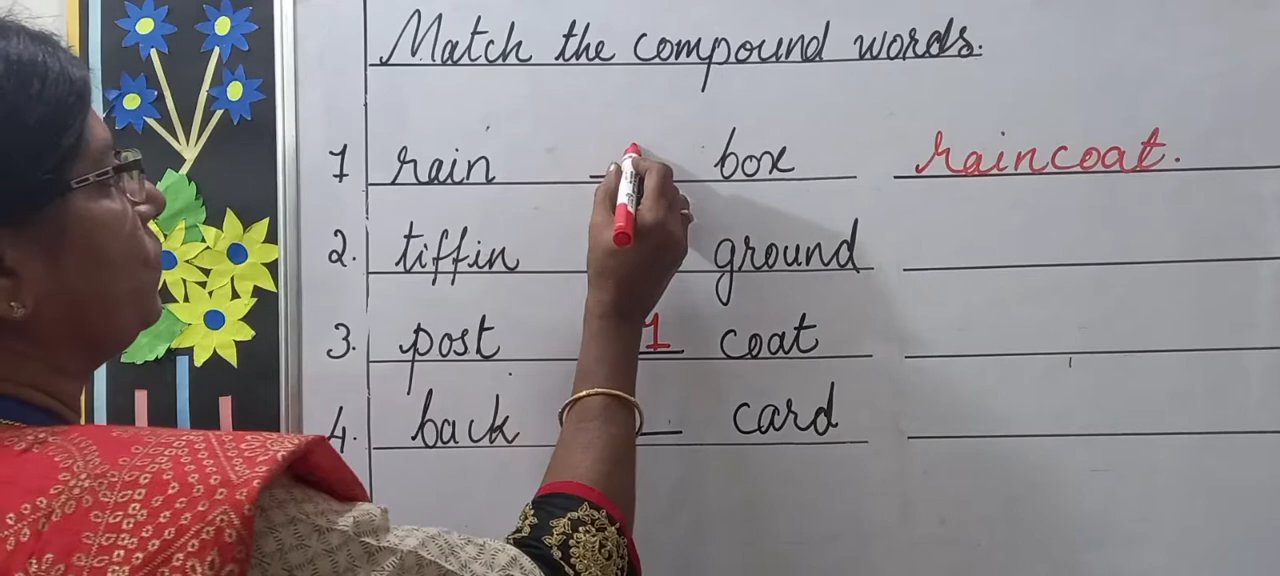 Match the compound words.
1 rain box raincoat.
2. tiffin ground
3. post 1 coat
4. back card